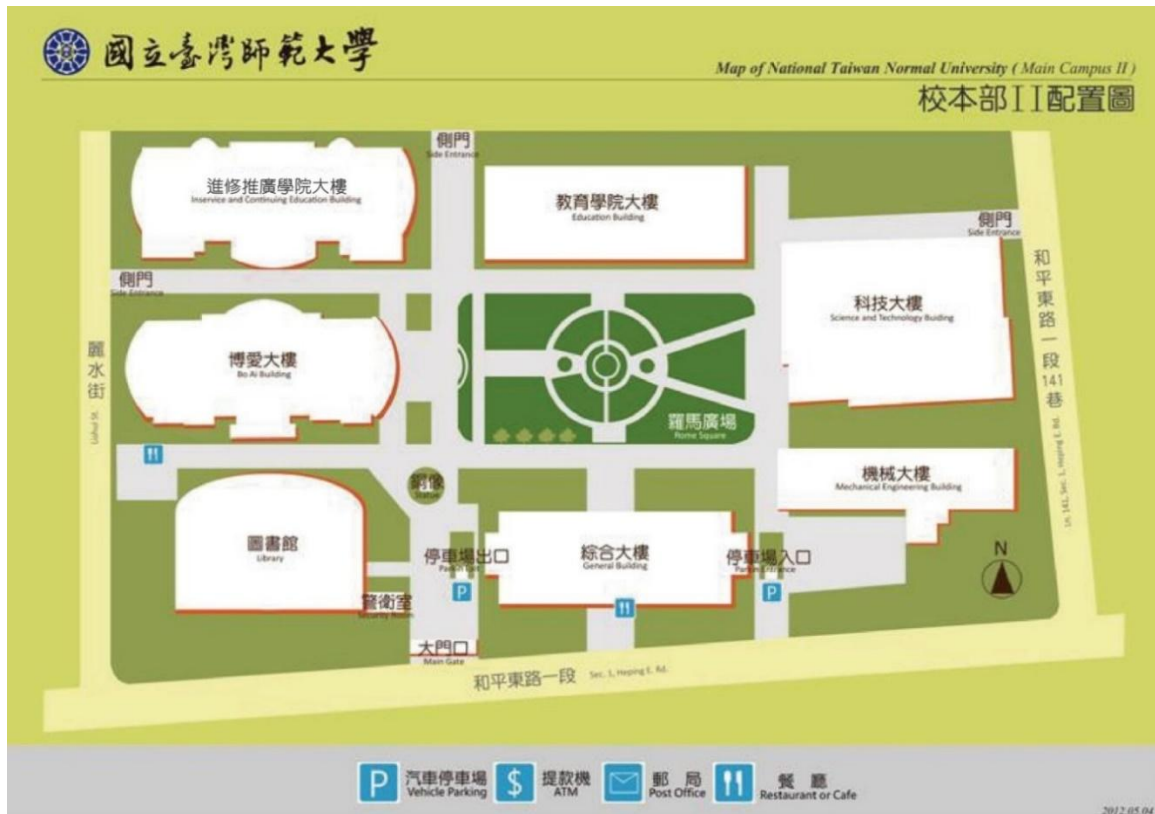 國立臺灣師範大學
Map of National Taiwan Normal University ( Main Campus II )
校本部II配置圖
側門
Side Entrance
進修推廣學院大樓
Inservice and Continuing Education Building
教育學院大樓
Education Building
側門
Side Entrance
側門
Side Entrance
和平東路一段141巷
Ln. 141, Sec. 1, Heping E. Rd.
科技大樓
Science and Technology Buiding
麗水街
Lishui St.
博愛大樓
Bo Ai Building
羅馬廣場
Rome Square
機械大樓
Mechanical Engineering Building
銅像
Statue
圖書館
Library
停車場出口
綜合大樓
General Building
停車場入口
N
P
P
警衛室
Security Room
大門口
Main Gate
和平東路一段
Sec. 1, Heping E. Rd.
P
汽車停車場
Vehicle Parking
$
提款機
ATM
郵 局
Post Office
餐 廳
Restaurant or Cafe
2012.05.04